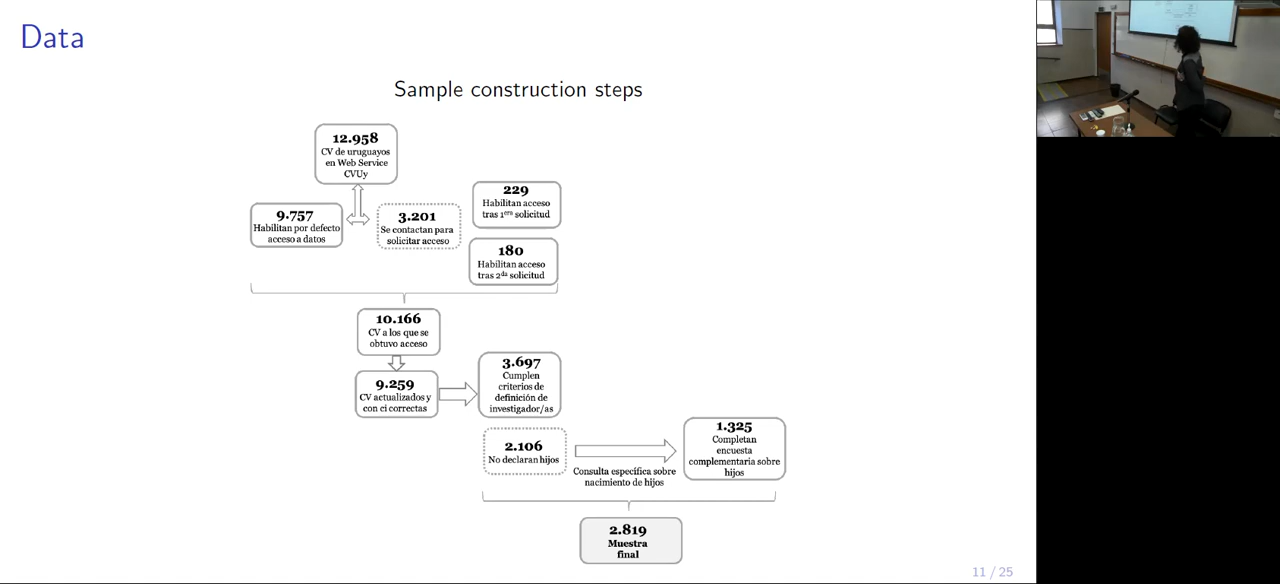 Data
Sample construction steps
12.958
CV de uruguayos
en Web Service
CVUy
9.757
Habilitan por defecto
acceso a datos
3.201
Se contactan para
solicitar acceso
229
Habilitan acceso
tras 1era solicitud
180
Habilitan acceso
tras 2da solicitud
10.166
CV a los que se
obtuvo acceso
9.259
CV actualizados y
con ci correctas
3.697
Cumplen
criterios de
definición de
investigador/as
2.106
No declaran hijos
Consulta específica sobre
nacimiento de hijos
1.325
Completan
encuesta
complementaria sobre
hijos
2.819
Muestra
final
11 / 25